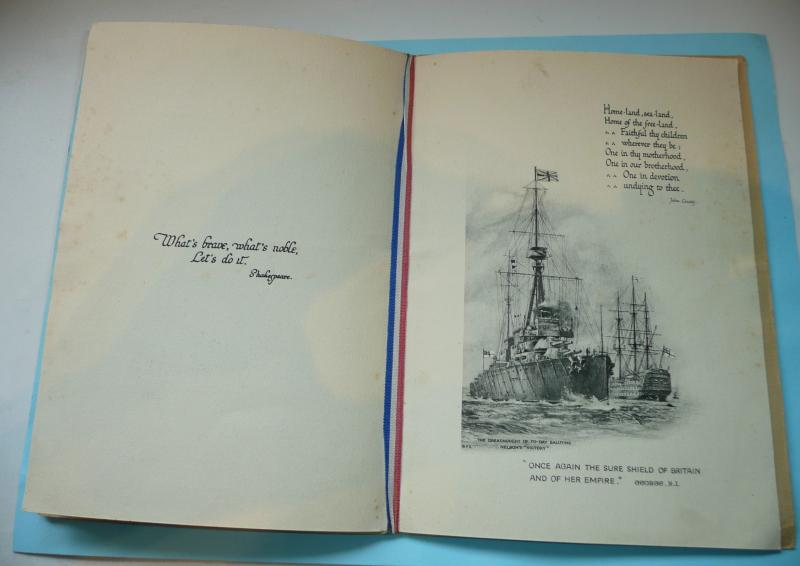 What's brave, what's noble,
Let's do it.
Shakespeare.
Home-land, sea-land,
Home of the free-land,
^ ^ Faithful thy children
^ ^ wherever they be;
One in thy motherhood,
One in our brotherhood,
^ ^ One in devotion
^ ^ undying to thee.
John
THE DREADNOUGHT OF TO-DAY SALUTING
NELSON'S "VICTORY"
"ONCE AGAIN THE SURE SHIELD OF BRITAIN
AND OF HER EMPIRE." GEORGE. R.I.